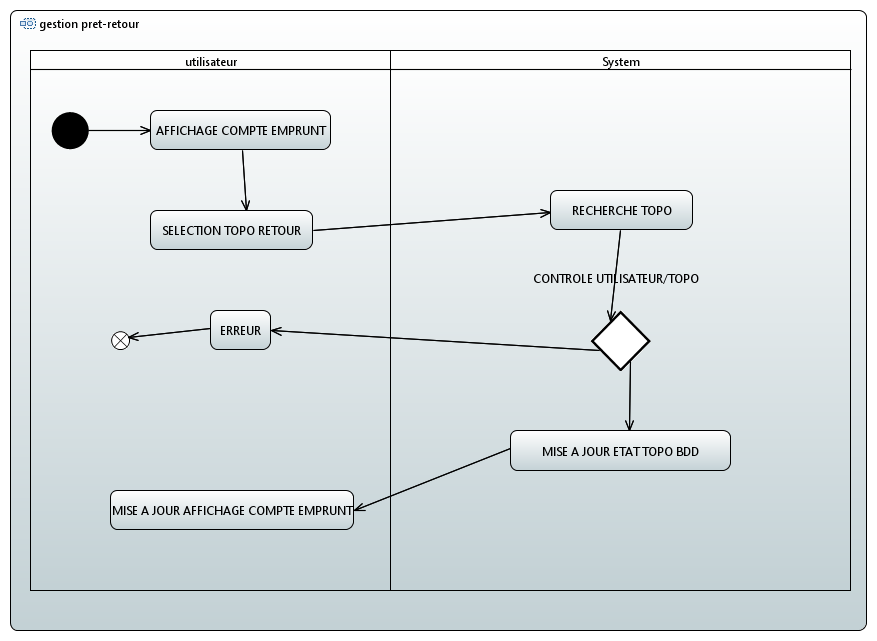 gestion pret-retour
utilisateur
System
AFFICHAGE COMPTE EMPRUNT
SELECTION TOPO RETOUR
RECHERCHE TOPO
CONTROLE UTILISATEUR/TOPO
ERREUR
MISE A JOUR ETAT TOPO BDD
MISE A JOUR AFFICHAGE COMPTE EMPRUNT